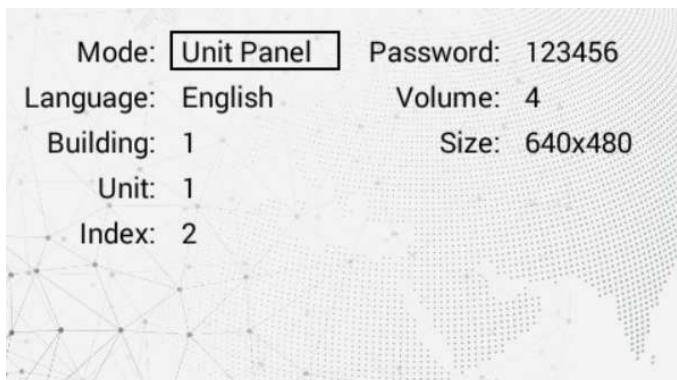 Mode: Unit Panel Password: 123456
Language: English Volume: 4
Building: 1 Size: 640x480
Unit: 1
Index: 2